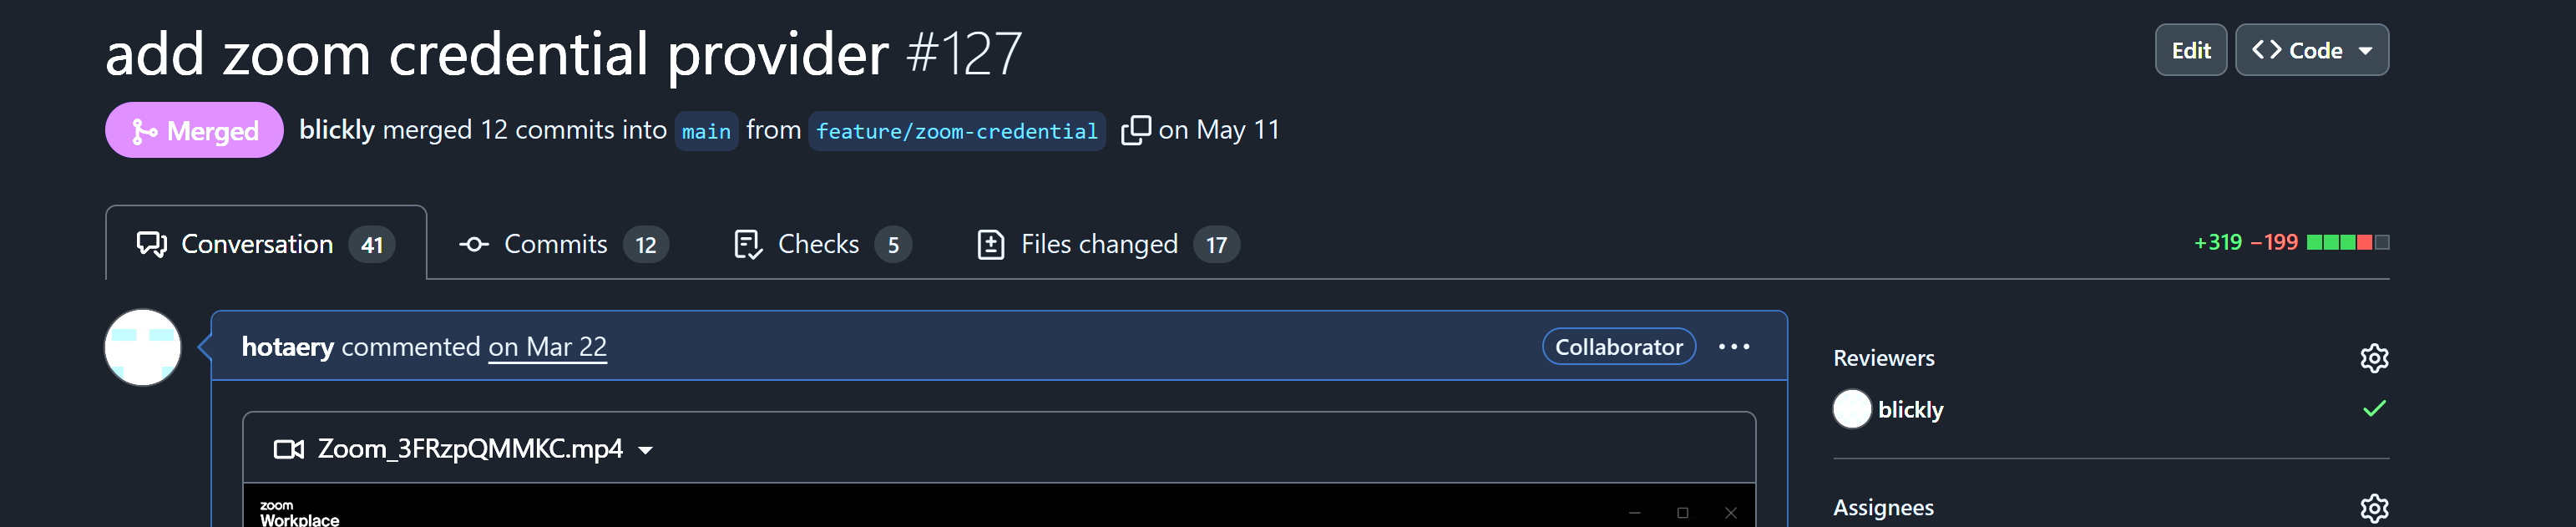 add zoom credential provider #127
Edit
Code
Merged
blickly merged 12 commits into main from feature/zoom-credential on May 11
Conversation 41
Commits 12
Checks 5
Files changed 17
+319 −199
hotaery commented on Mar 22
Collaborator
Reviewers
blickly
Zoom_3FRzpQMMKC.mp4
zoom
Workplace
Assignees